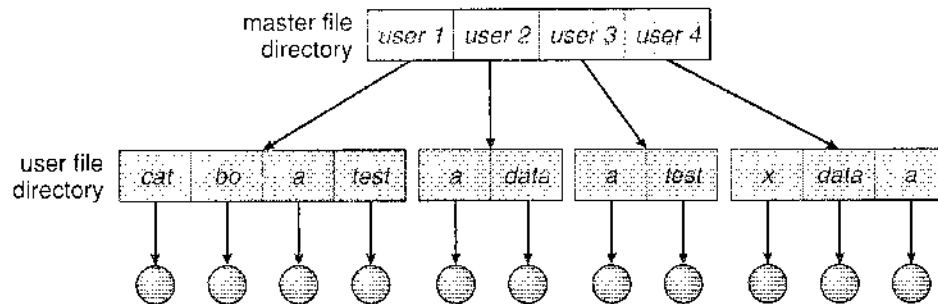 master file
directory
user 1 user 2 user 3 user 4
user file
directory
cat bo a test a data a test x data a